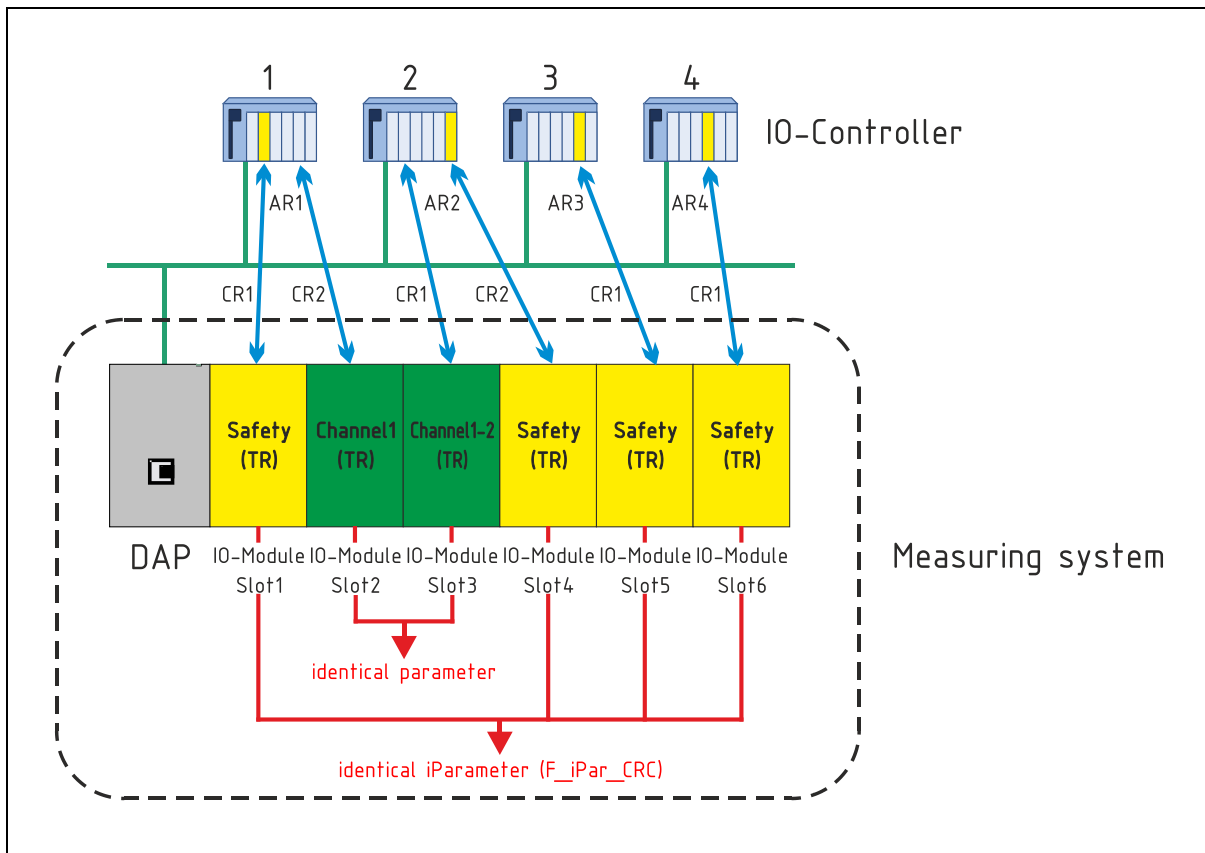 1 2 3 4
IO-Controller
AR1 AR2 AR3 AR4
CR1 CR2 CR1 CR2 CR1 CR1
Safety Channel1 Channel1-2 Safety Safety Safety
(TR) (TR) (TR) (TR) (TR) (TR)
DAP
IO-Module IO-Module IO-Module IO-Module IO-Module IO-Module
Slot1 Slot2 Slot3 Slot4 Slot5 Slot6
Measuring system
identical parameter
identical iParameter (F_iPar_CRC)